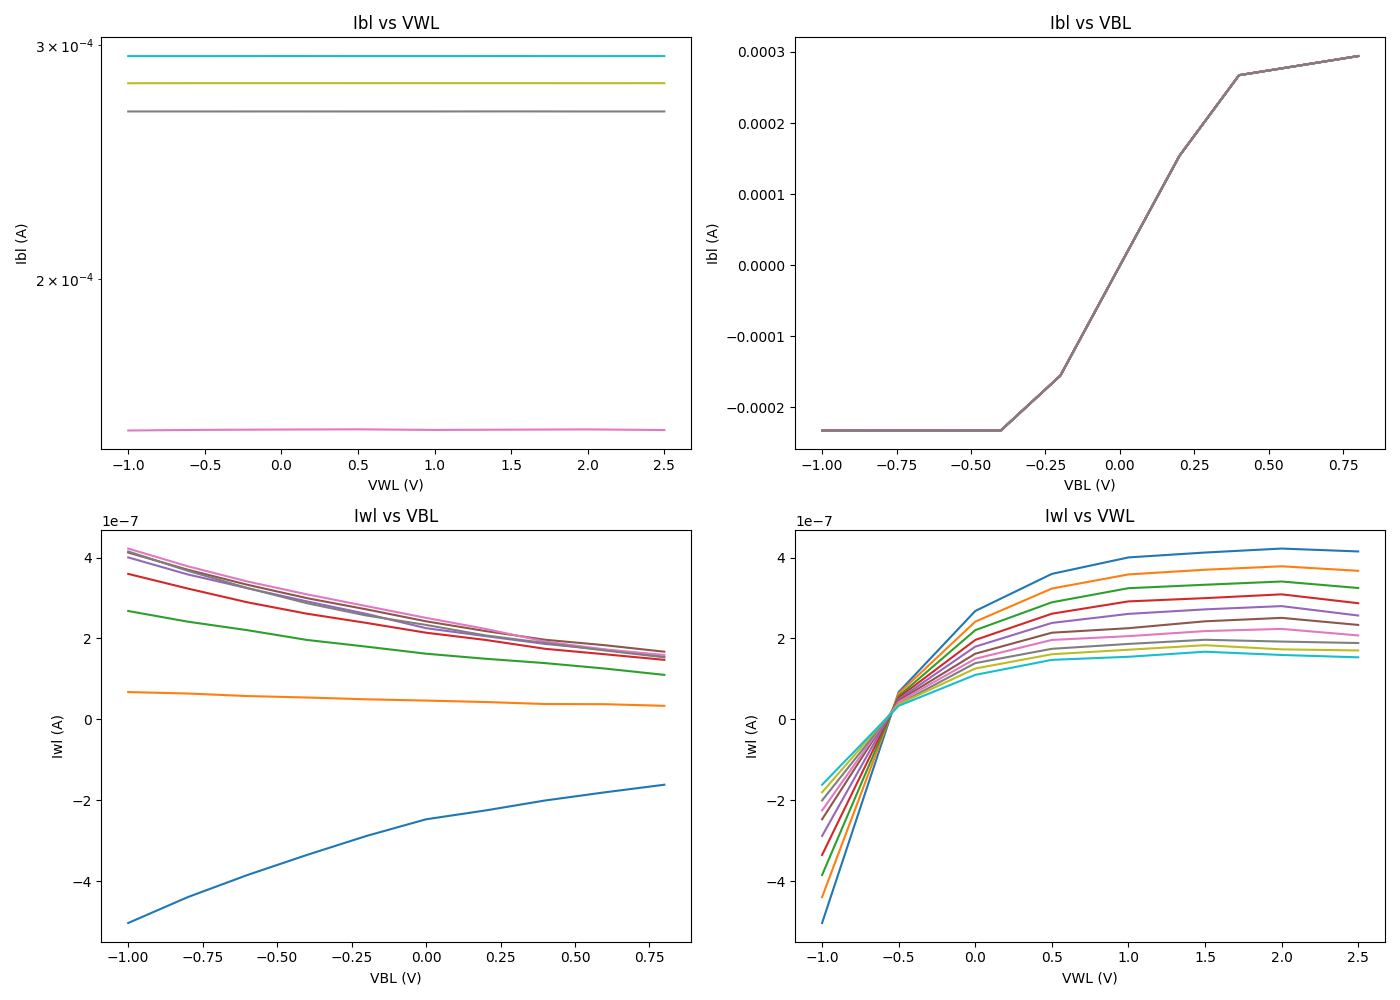 Ibl vs VWL
3 × 10⁻⁴
2 × 10⁻⁴
Ibl (A)
−1.0 −0.5 0.0 0.5 1.0 1.5 2.0 2.5
VWL (V)
Ibl vs VBL
0.0003
0.0002
0.0001
0.0000
−0.0001
−0.0002
Ibl (A)
−1.00 −0.75 −0.50 −0.25 0.00 0.25 0.50 0.75
VBL (V)
Iwl vs VBL
1e−7
4
2
0
−2
−4
Iwl (A)
−1.00 −0.75 −0.50 −0.25 0.00 0.25 0.50 0.75
VBL (V)
Iwl vs VWL
1e−7
4
2
0
−2
−4
Iwl (A)
−1.0 −0.5 0.0 0.5 1.0 1.5 2.0 2.5
VWL (V)